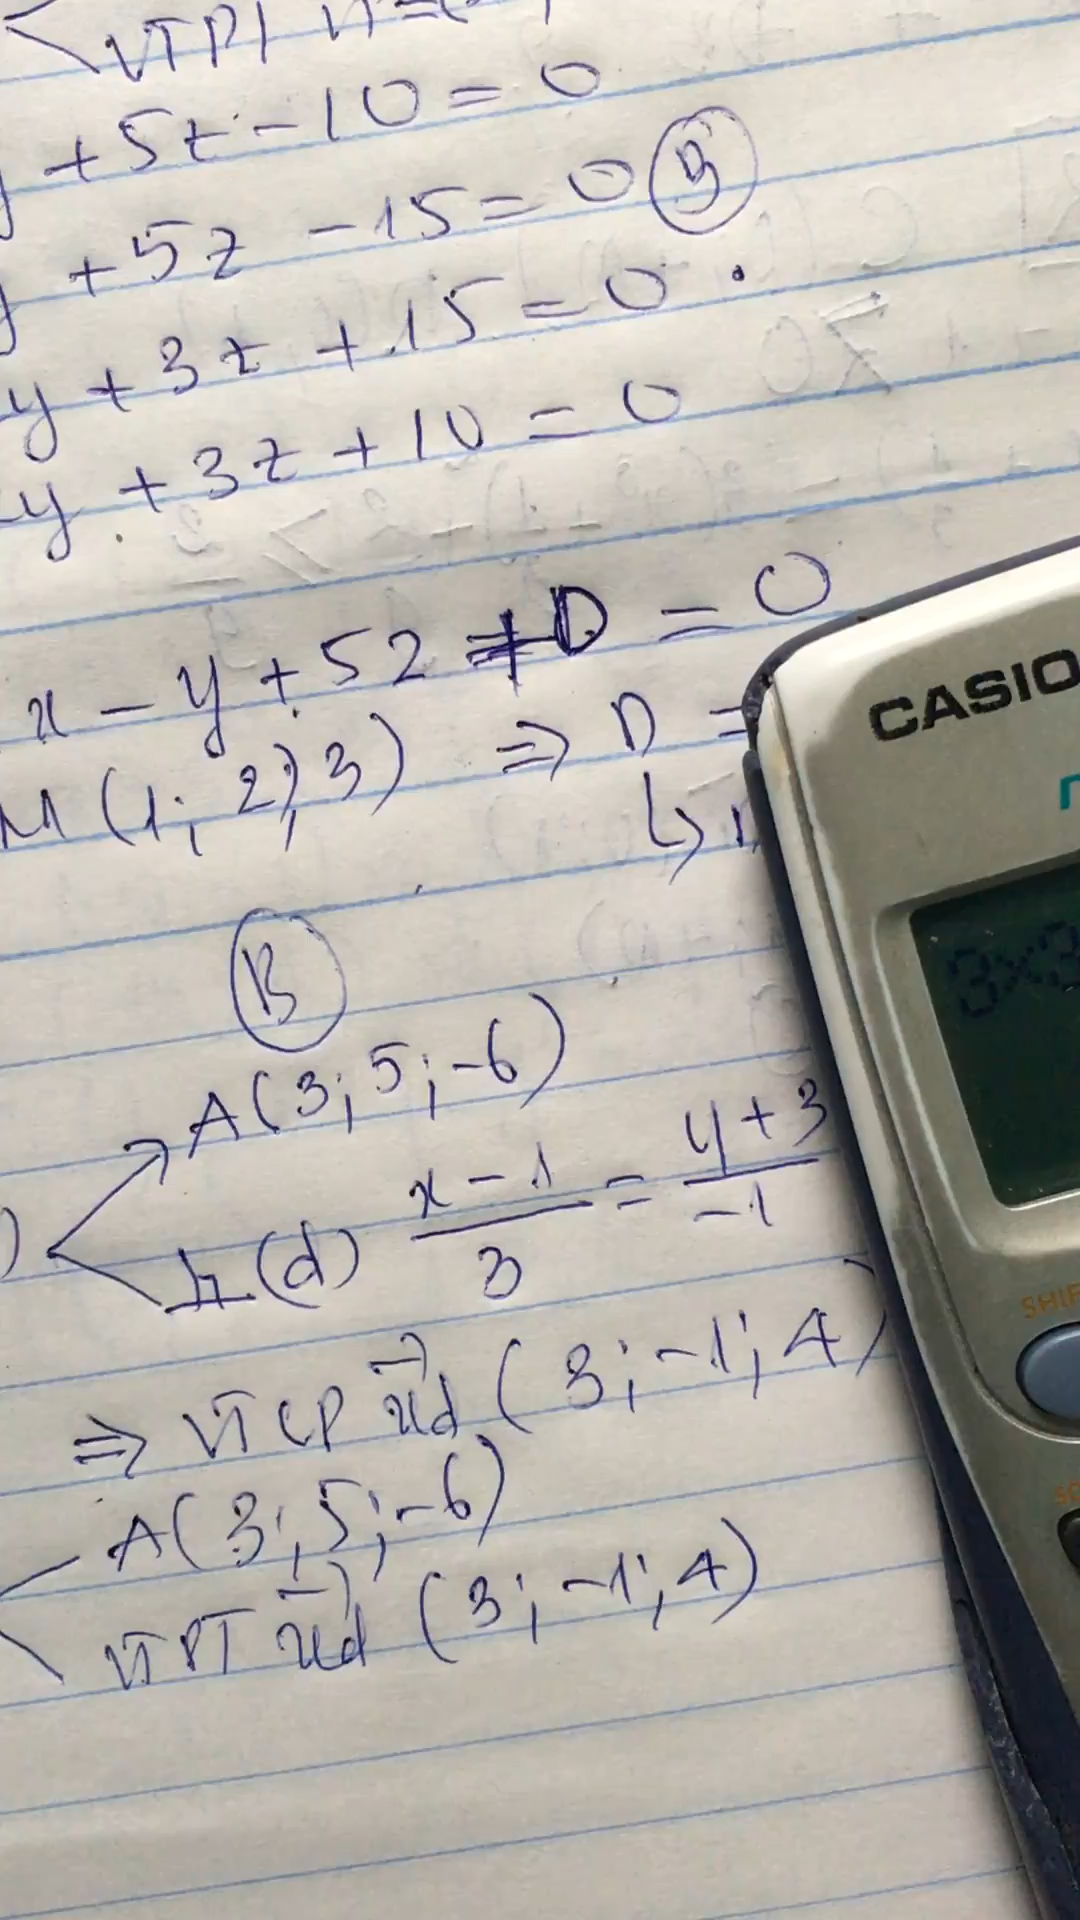 VTPT
+ 5z - 10 = 0
y + 5z - 15 = 0 (B)
y + 3z + 15 = 0
y + 3z + 10 = 0
x - y + 5z + D = 0
M (1; 2; 3) => D =
(B)
A (3; 5; -6)
⊥ (d) (x - 1)/3 = (y + 3)/-1
=> VTCP ud (3; -1; 4)
A (3; 5; -6)
VTPT ud (3; -1; 4)
CASIO
SHIF